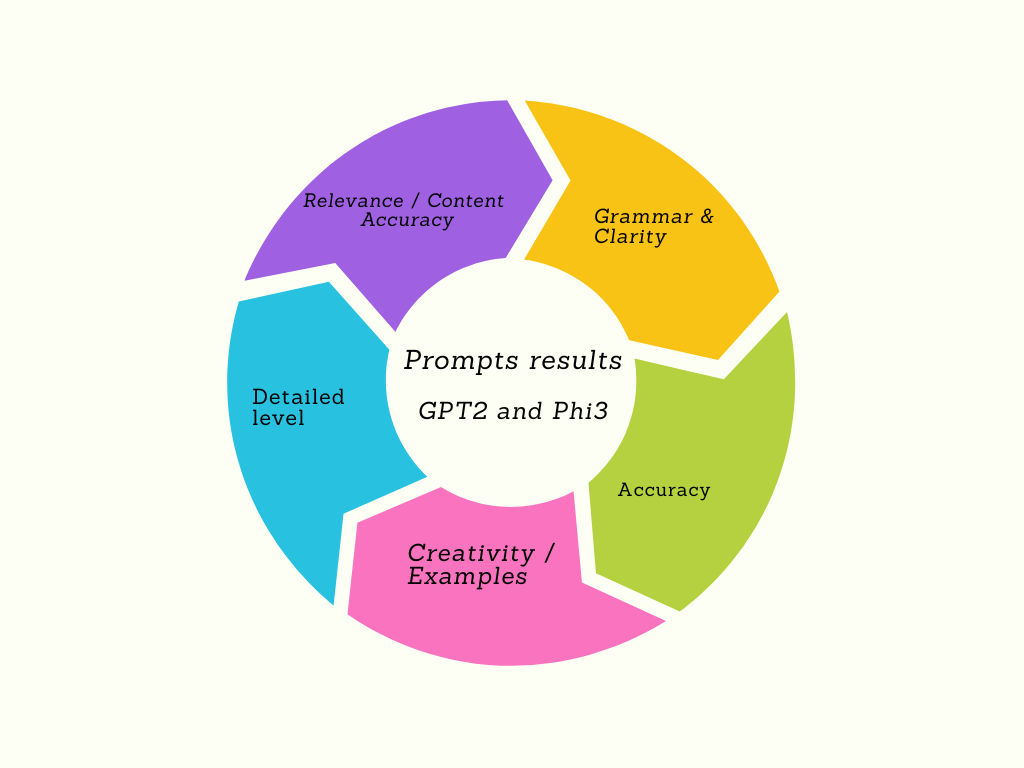 Relevance / Content
Accuracy
Grammar &
Clarity
Prompts results
GPT2 and Phi3
Detailed
level
Accuracy
Creativity /
Examples